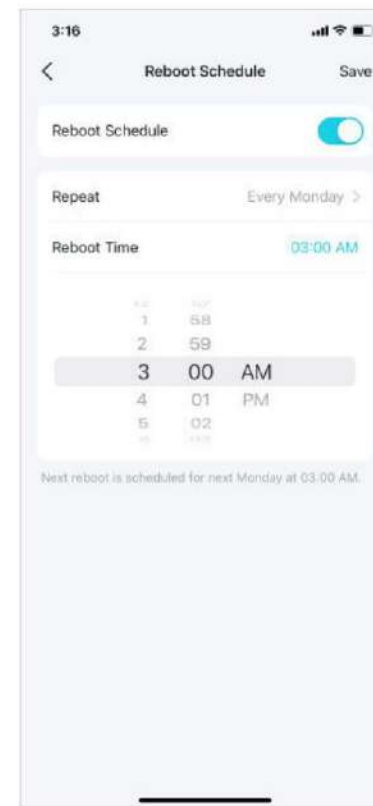 3:16
Reboot Schedule Save
Reboot Schedule
Repeat Every Monday >
Reboot Time 03:00 AM
1 58
2 59
3 00 AM
4 01 PM
5 02
Next reboot is scheduled for next Monday at 03:00 AM.